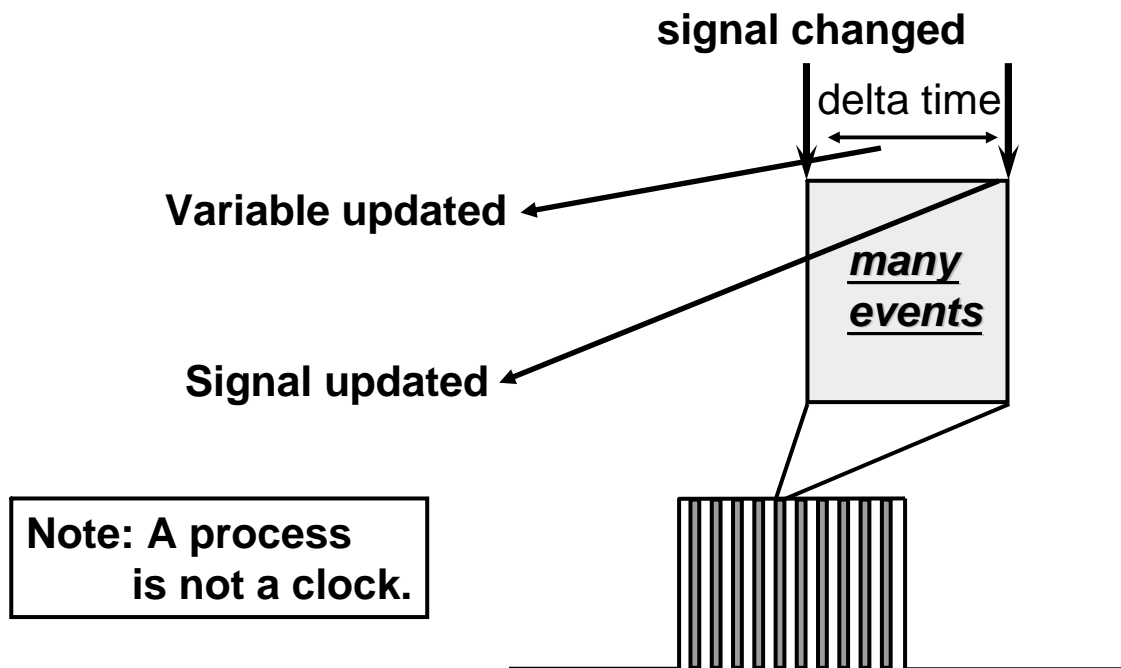 signal changed
delta time
Variable updated
many
events
Signal updated
Note: A process
is not a clock.